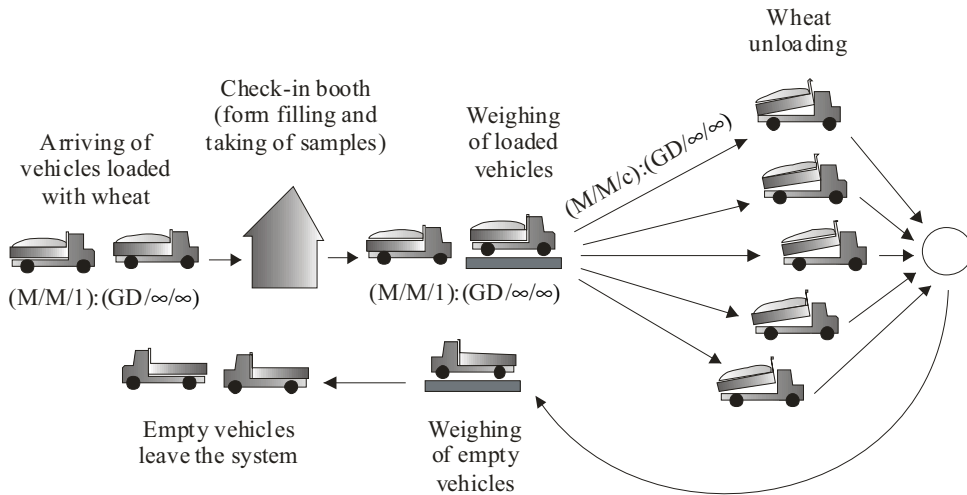 Wheat
unloading
Check-in booth
(form filling and
taking of samples)
Weighing
of loaded
vehicles
Arriving of
vehicles loaded
with wheat
(M/M/c):(GD/∞/∞)
(M/M/1):(GD/∞/∞)
(M/M/1):(GD/∞/∞)
Empty vehicles
leave the system
Weighing
of empty
vehicles